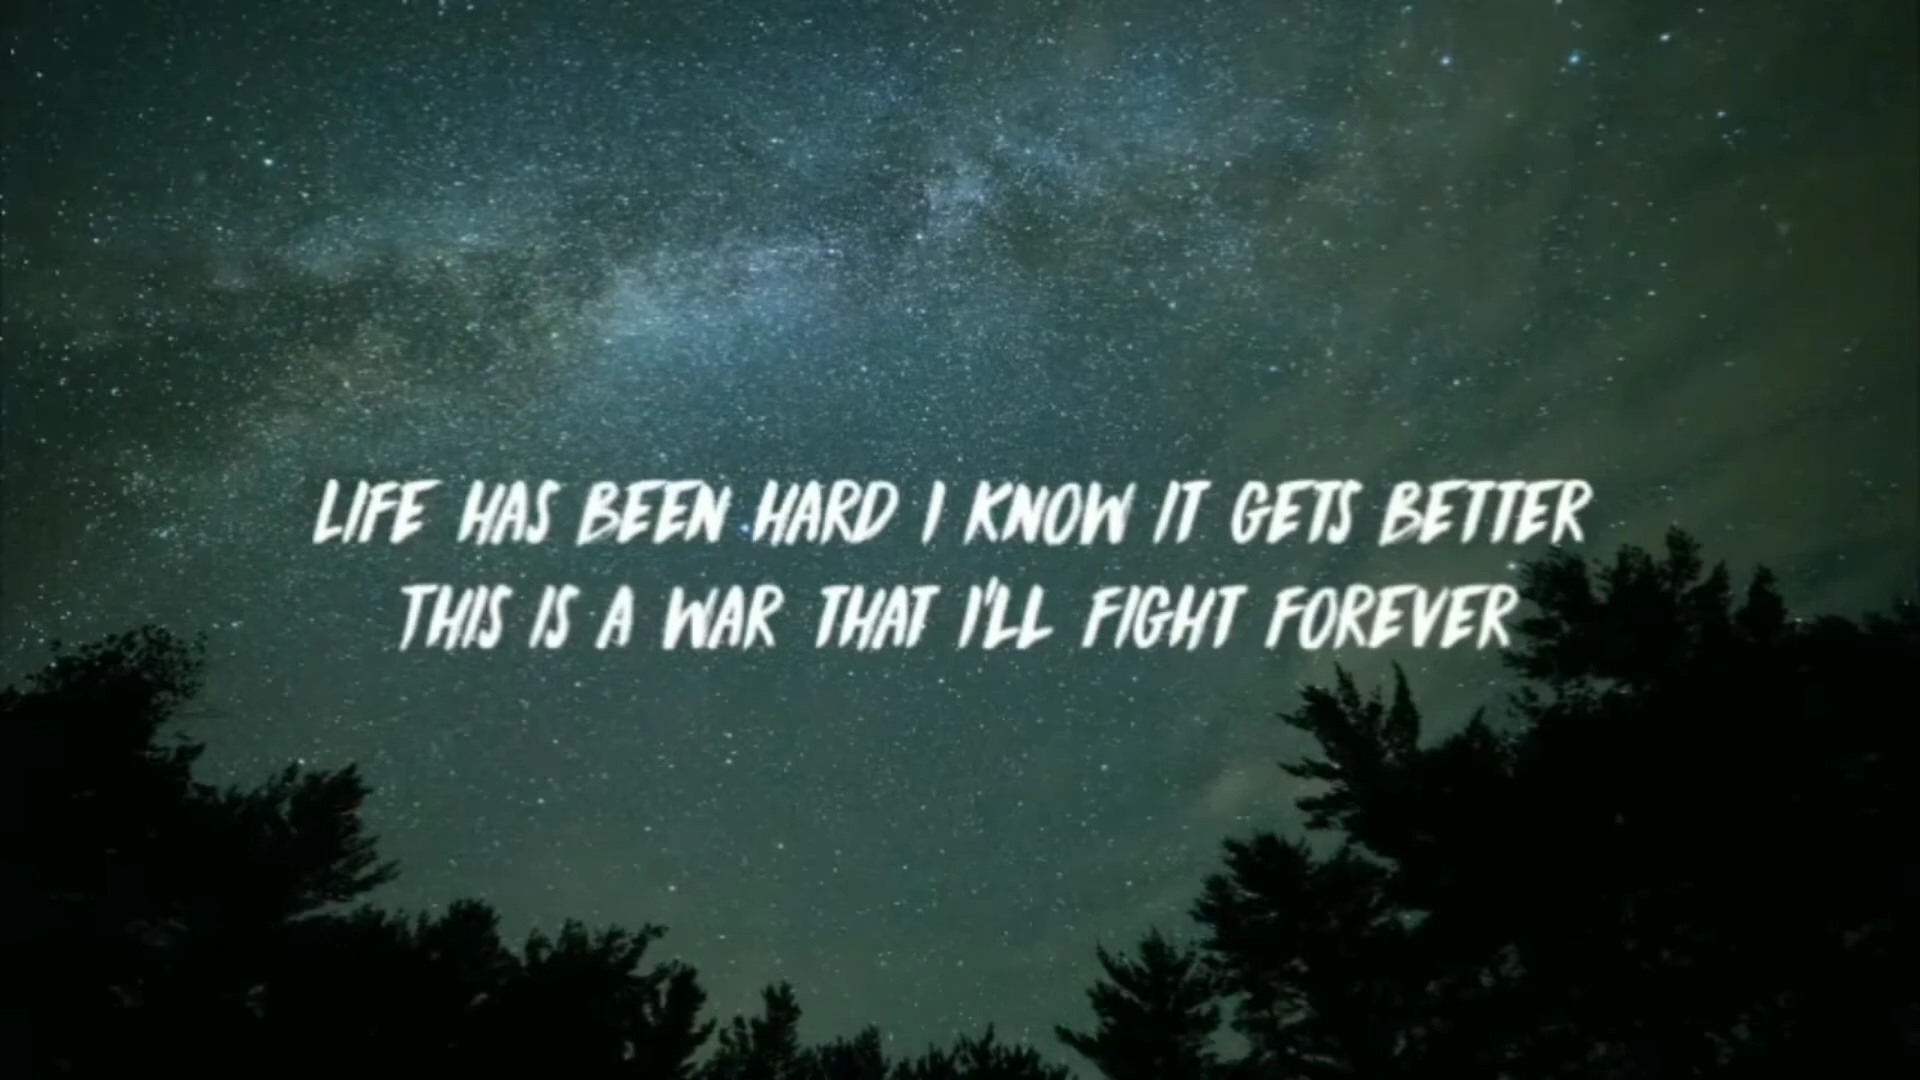 LIFE HAS BEEN HARD I KNOW IT GETS BETTER
THIS IS A WAR THAT I'LL FIGHT FOREVER